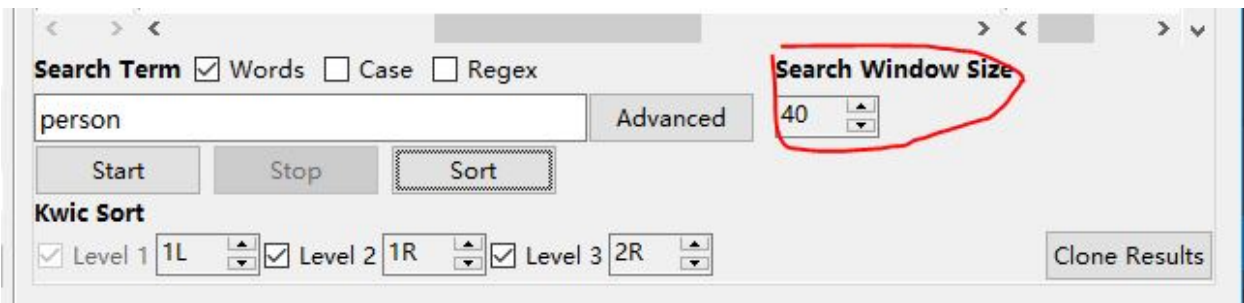 Search Term Words Case Regex Search Window Size
person Advanced 40
Start Stop Sort
Kwic Sort
Level 1 1L Level 2 1R Level 3 2R Clone Results